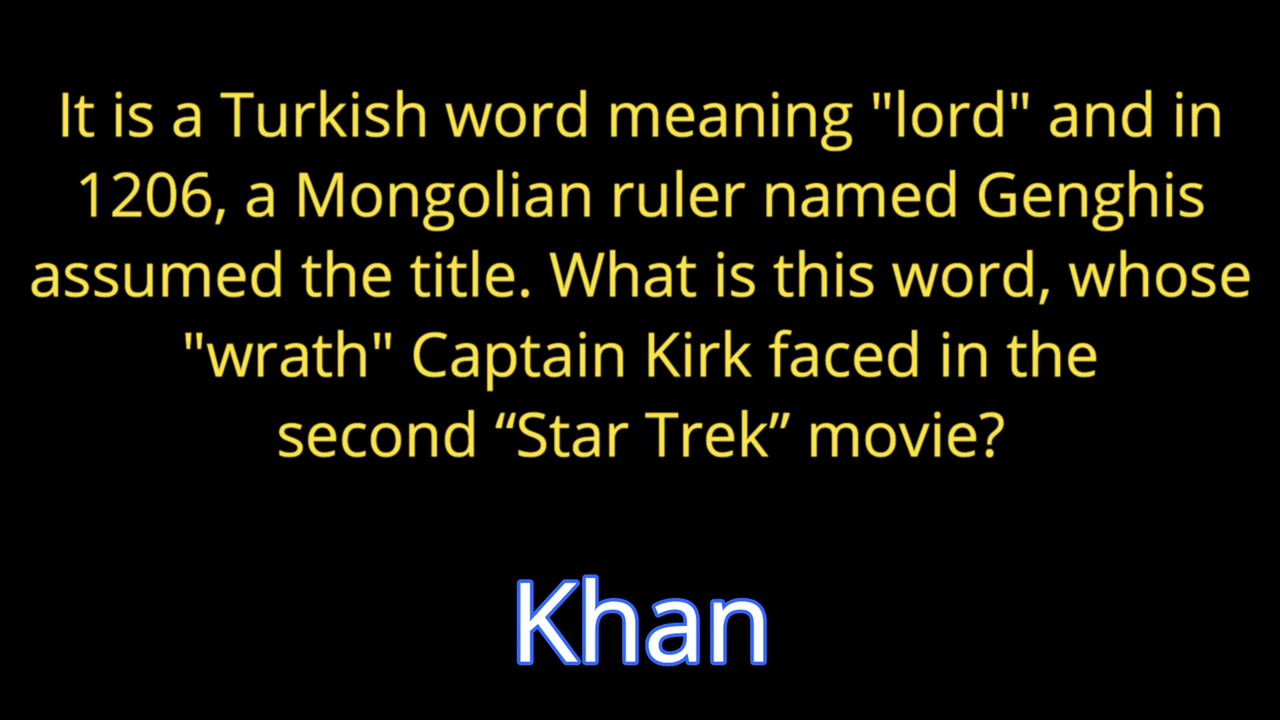 It is a Turkish word meaning "lord" and in
1206, a Mongolian ruler named Genghis
assumed the title. What is this word, whose
"wrath" Captain Kirk faced in the
second “Star Trek” movie?
Khan